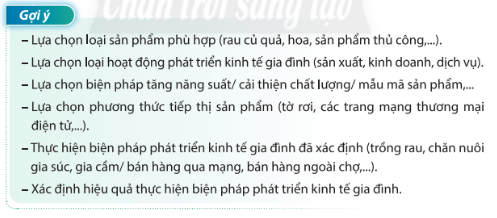 Chân trời sáng tạo
Gợi ý
– Lựa chọn loại sản phẩm phù hợp (rau củ quả, hoa, sản phẩm thủ công,...).
– Lựa chọn loại hoạt động phát triển kinh tế gia đình (sản xuất, kinh doanh, dịch vụ).
– Lựa chọn biện pháp tăng năng suất/ cải thiện chất lượng/ mẫu mã sản phẩm,...
– Lựa chọn phương thức tiếp thị sản phẩm (tờ rơi, các trang mạng thương mại
điện tử,...).
– Thực hiện biện pháp phát triển kinh tế gia đình đã xác định (trồng rau, chăn nuôi
gia súc, gia cầm/ bán hàng qua mạng, bán hàng ngoài chợ,...).
– Xác định hiệu quả thực hiện biện pháp phát triển kinh tế gia đình.